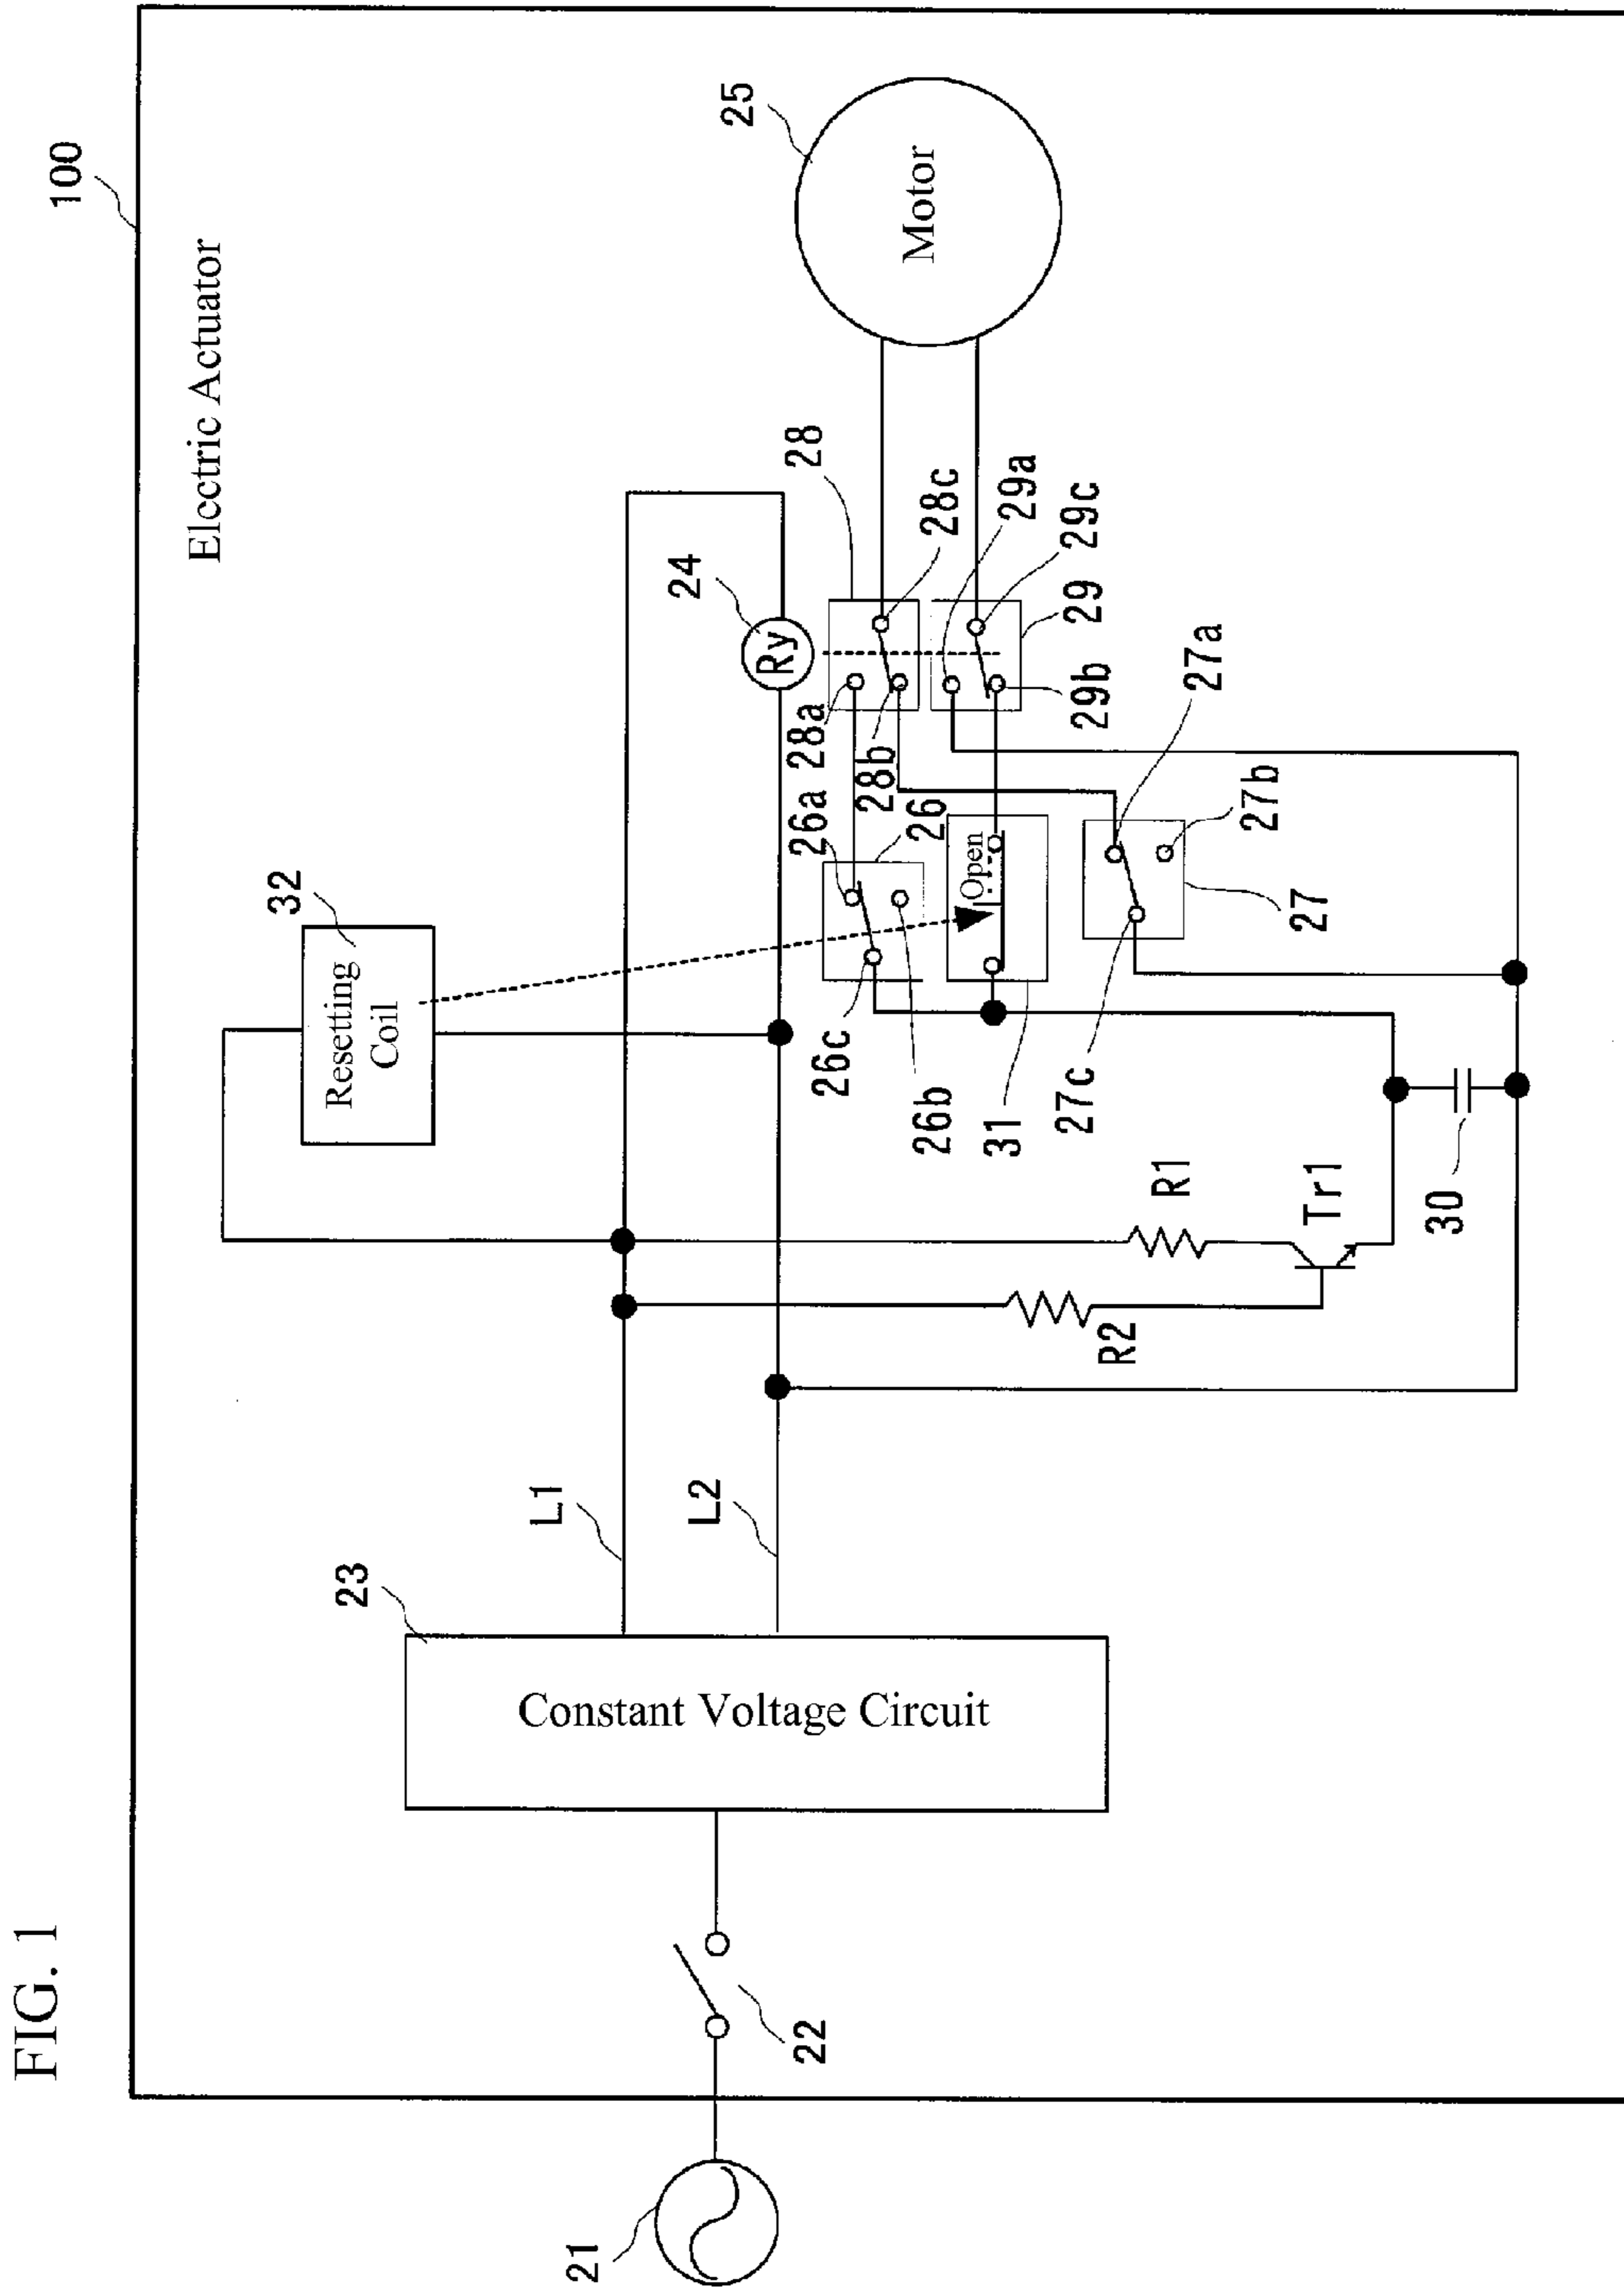 FIG. 1
100
Electric Actuator
32
Resetting
Coil
24
Ry
25
Motor
28
28a
28b
28c
29a
29c
29
29b
26a
26
26c
26b
Open
31
27a
27b
27
27c
23
Constant Voltage Circuit
L1
L2
R1
R2
Tr1
30
21
22